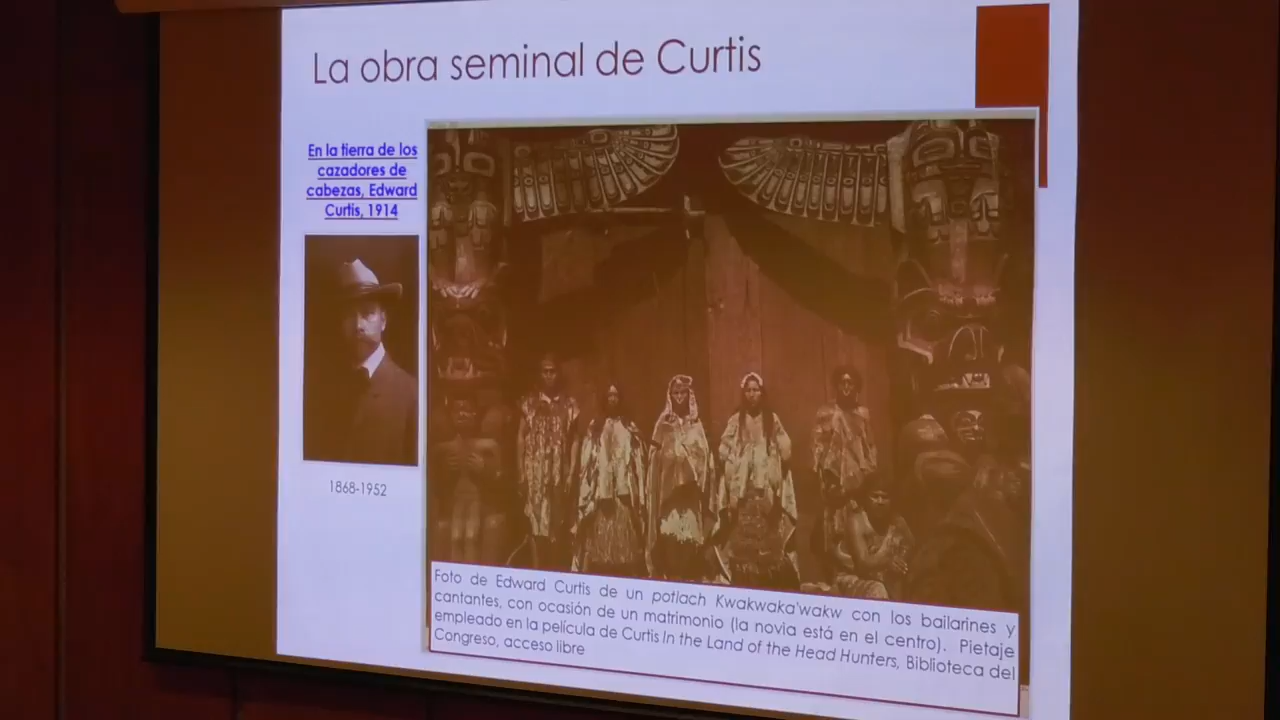 La obra seminal de Curtis
En la tierra de los
cazadores de
cabezas, Edward
Curtis, 1914
1868-1952
Foto de Edward Curtis de un potlach Kwakwaka'wakw con los bailarines y
cantantes, con ocasión de un matrimonio (la novia está en el centro). Pietaje
empleado en la película de Curtis In the Land of the Head Hunters, Biblioteca del
Congreso, acceso libre